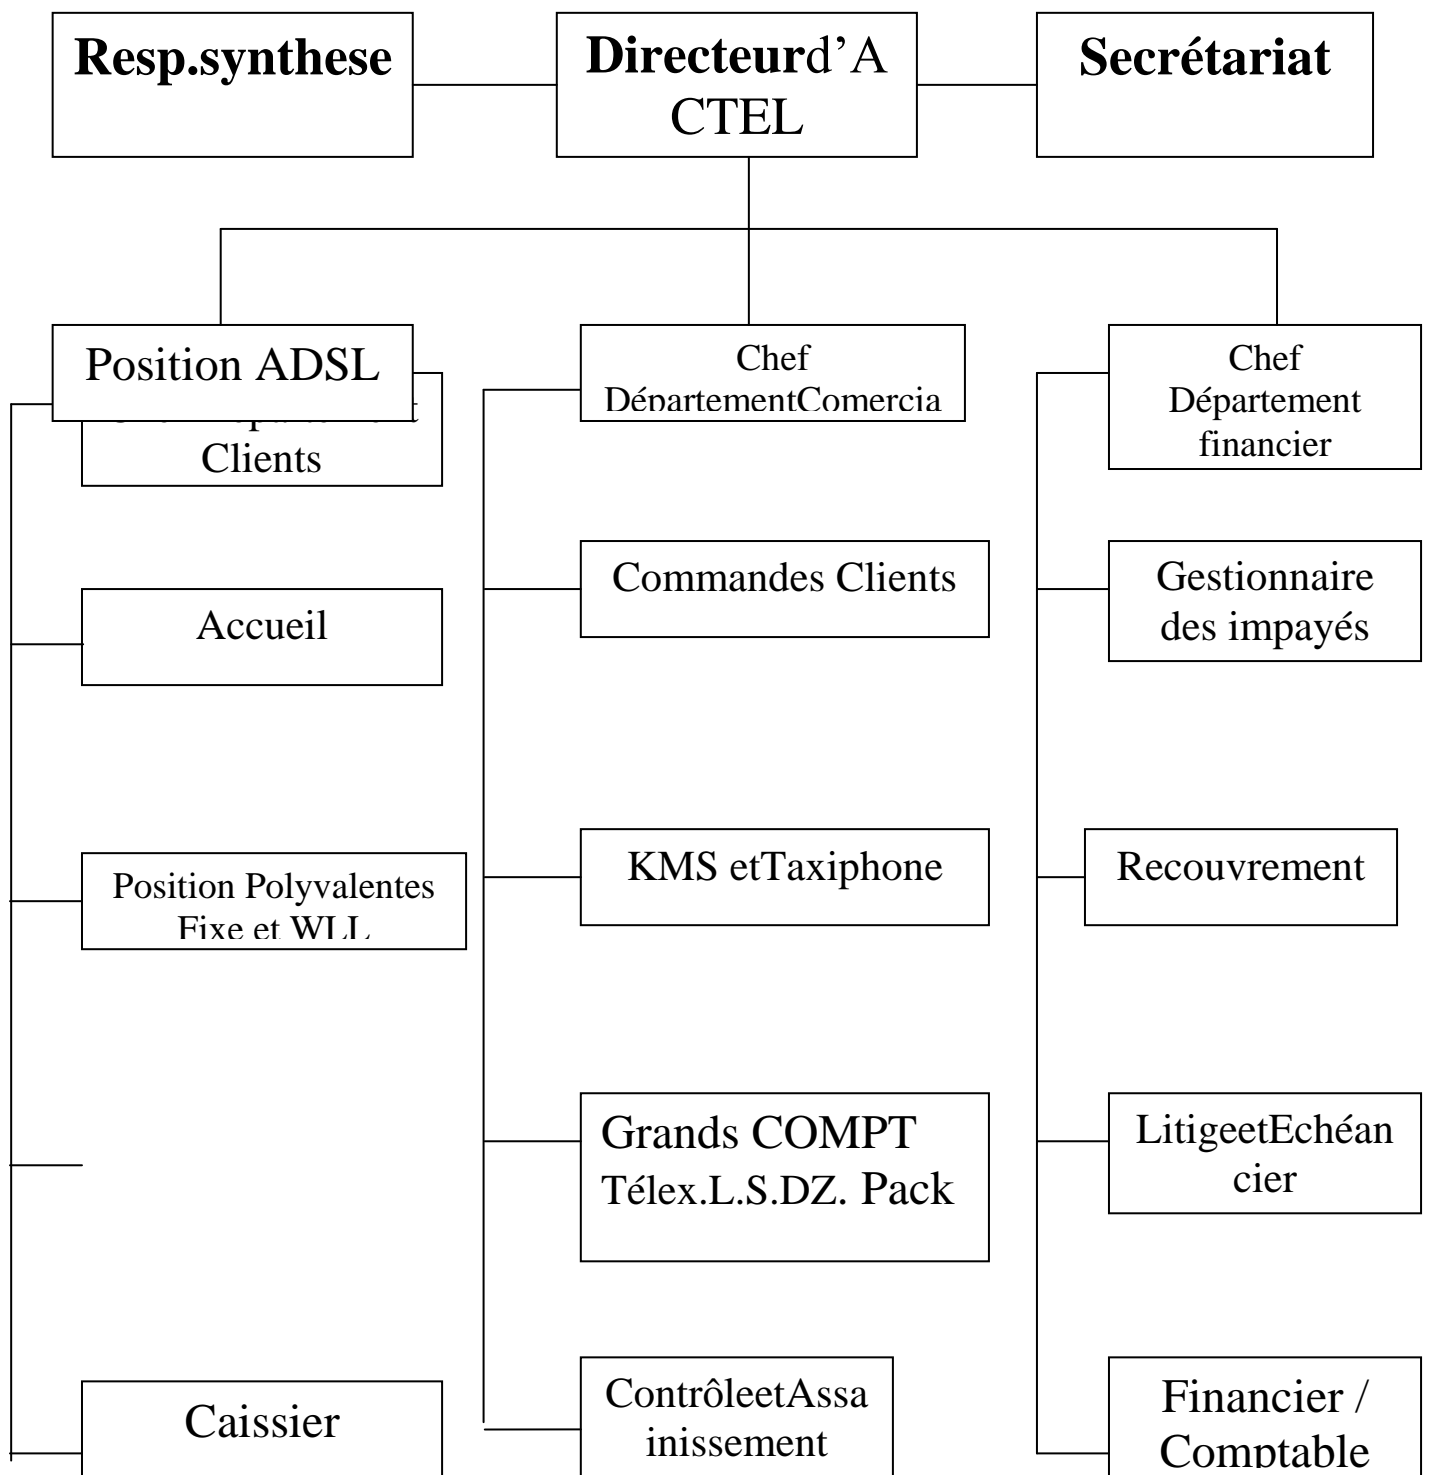 Resp.synthese
Directeurd’A
CTEL
Secrétariat
Position ADSL
Clients
Chef
DépartementComercia
Chef
Département
financier
Commandes Clients
Gestionnaire
des impayés
Accueil
KMS etTaxiphone
Recouvrement
Position Polyvalentes
Fixe et WLL
Grands COMPT
Télex.L.S.DZ. Pack
LitigeetEchéan
cier
Caissier
ContrôleetAssa
inissement
Financier /
Comptable